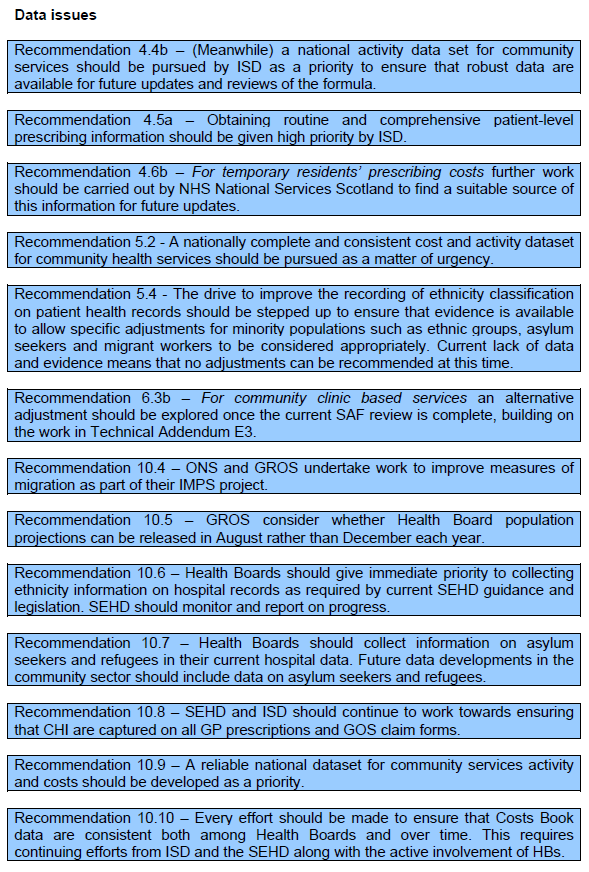 Data issues
Recommendation 4.4b – (Meanwhile) a national activity data set for community
services should be pursued by ISD as a priority to ensure that robust data are
available for future updates and reviews of the formula.
Recommendation 4.5a – Obtaining routine and comprehensive patient-level
prescribing information should be given high priority by ISD.
Recommendation 4.6b – For temporary residents' prescribing costs further work
should be carried out by NHS National Services Scotland to find a suitable source of
this information for future updates.
Recommendation 5.2 - A nationally complete and consistent cost and activity dataset
for community health services should be pursued as a matter of urgency.
Recommendation 5.4 - The drive to improve the recording of ethnicity classification
on patient health records should be stepped up to ensure that evidence is available
to allow specific adjustments for minority populations such as ethnic groups, asylum
seekers and migrant workers to be considered appropriately. Current lack of data
and evidence means that no adjustments can be recommended at this time.
Recommendation 6.3b – For community clinic based services an alternative
adjustment should be explored once the current SAF review is complete, building on
the work in Technical Addendum E3.
Recommendation 10.4 – ONS and GROS undertake work to improve measures of
migration as part of their IMPS project.
Recommendation 10.5 – GROS consider whether Health Board population
projections can be released in August rather than December each year.
Recommendation 10.6 – Health Boards should give immediate priority to collecting
ethnicity information on hospital records as required by current SEHD guidance and
legislation. SEHD should monitor and report on progress.
Recommendation 10.7 – Health Boards should collect information on asylum
seekers and refugees in their current hospital data. Future data developments in the
community sector should include data on asylum seekers and refugees.
Recommendation 10.8 – SEHD and ISD should continue to work towards ensuring
that CHI are captured on all GP prescriptions and GOS claim forms.
Recommendation 10.9 – A reliable national dataset for community services activity
and costs should be developed as a priority.
Recommendation 10.10 – Every effort should be made to ensure that Costs Book
data are consistent both among Health Boards and over time. This requires
continuing efforts from ISD and the SEHD along with the active involvement of HBs.